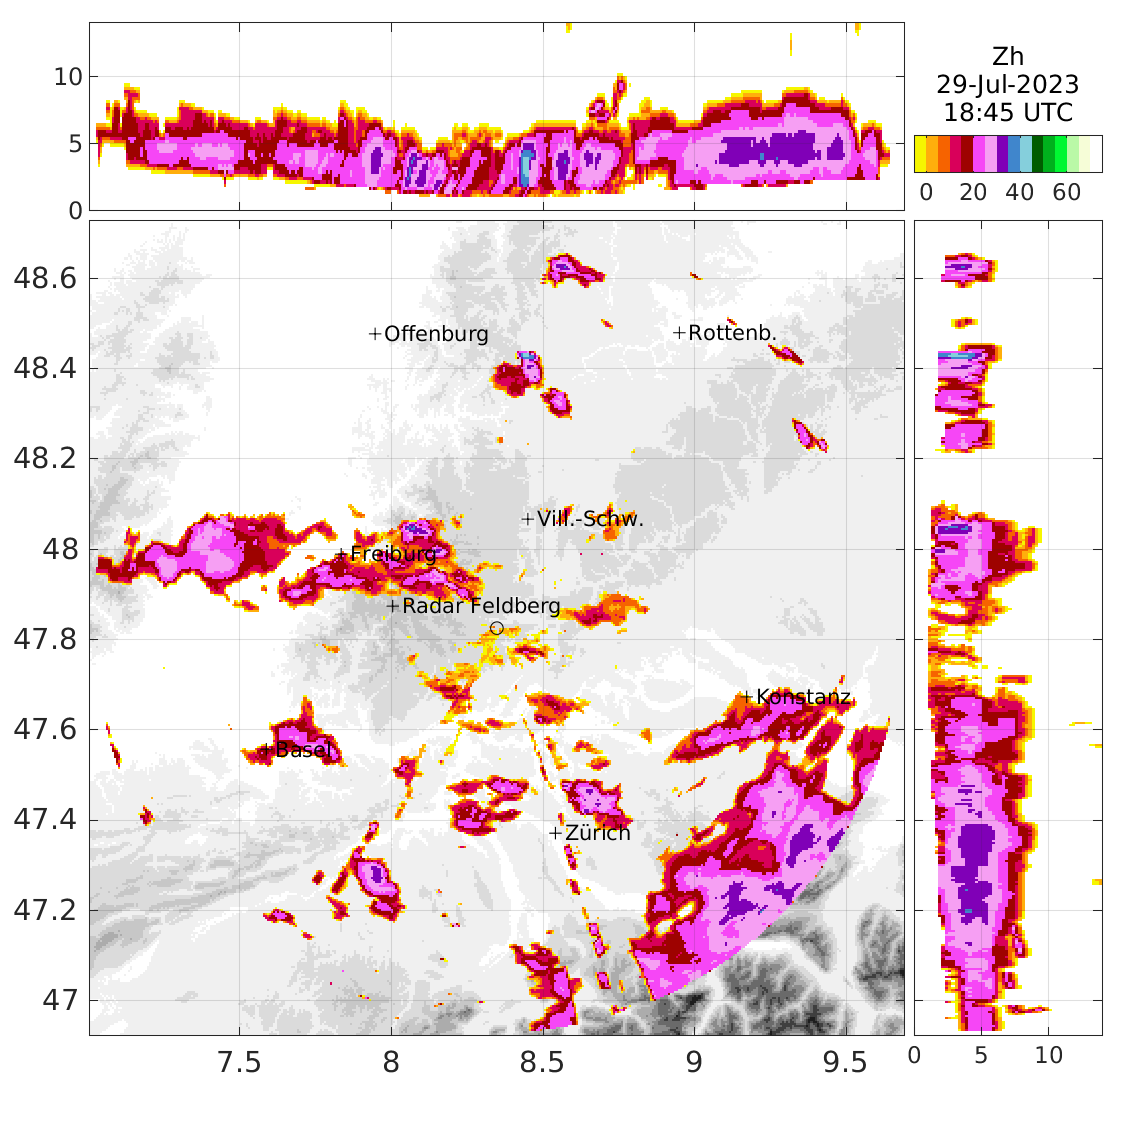 10
5
0
Zh
29-Jul-2023
18:45 UTC
0 20 40 60
48.6
48.4
48.2
48
47.8
47.6
47.4
47.2
47
+Offenburg
+Rottenb.
+Vill.-Schw.
+Freiburg
+Radar Feldberg
+Konstanz
+Basel
+Zürich
7.5 8 8.5 9 9.5
0 5 10